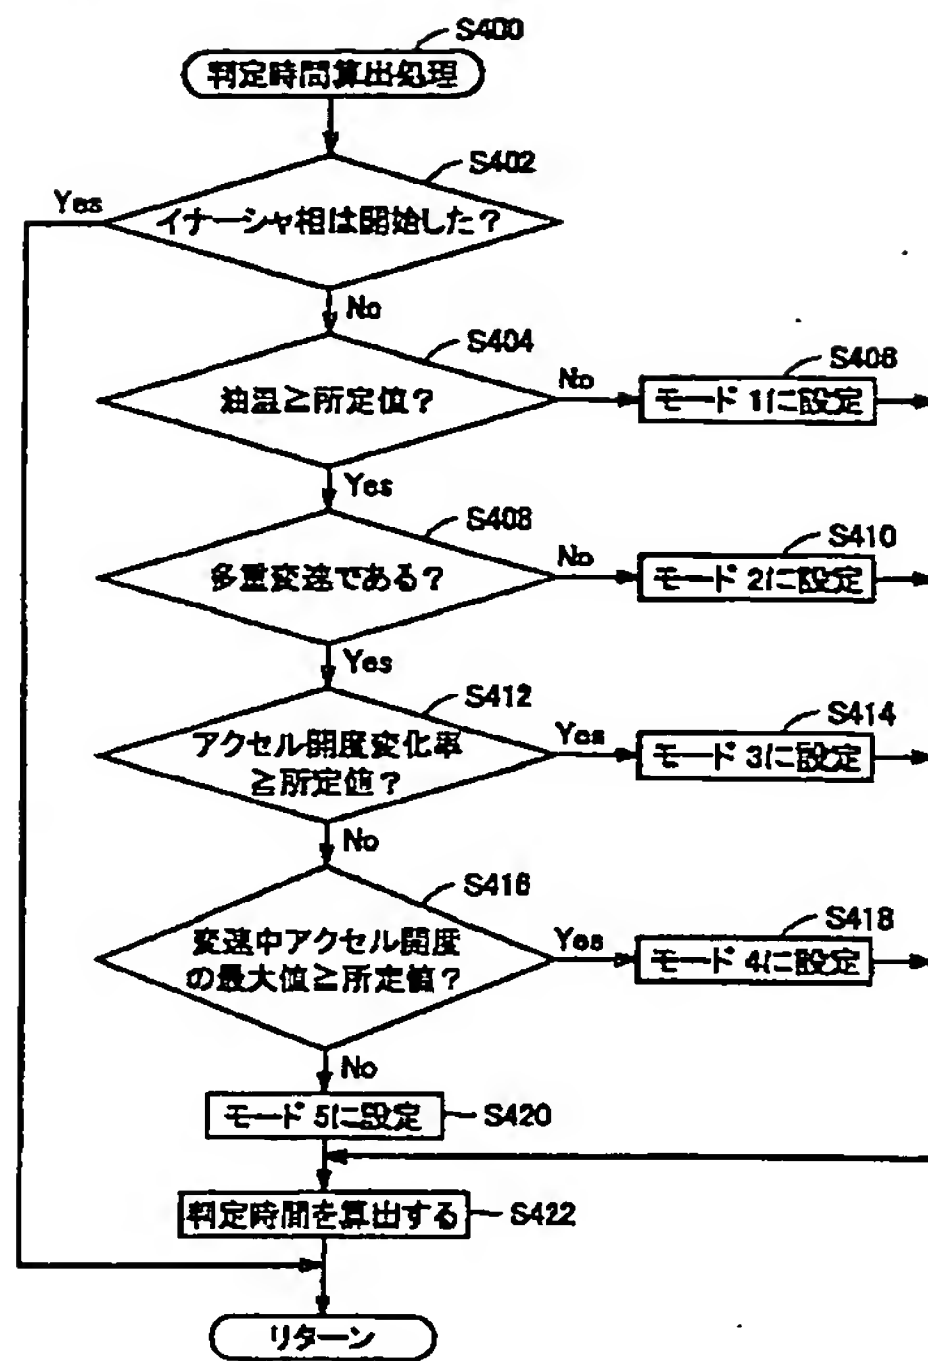 S400
判定時間算出処理
S402
Yes
イナーシャ相は開始した?
No
S404
油温≧所定値?
No
S406
モード 1に設定
Yes
S408
多重変速である?
No
S410
モード 2に設定
Yes
S412
アクセル開度変化率
≧所定値?
Yes
S414
モード 3に設定
No
S416
変速中アクセル開度
の最大値≧所定値?
Yes
S418
モード 4に設定
No
モード 5に設定
S420
判定時間を算出する
S422
リターン